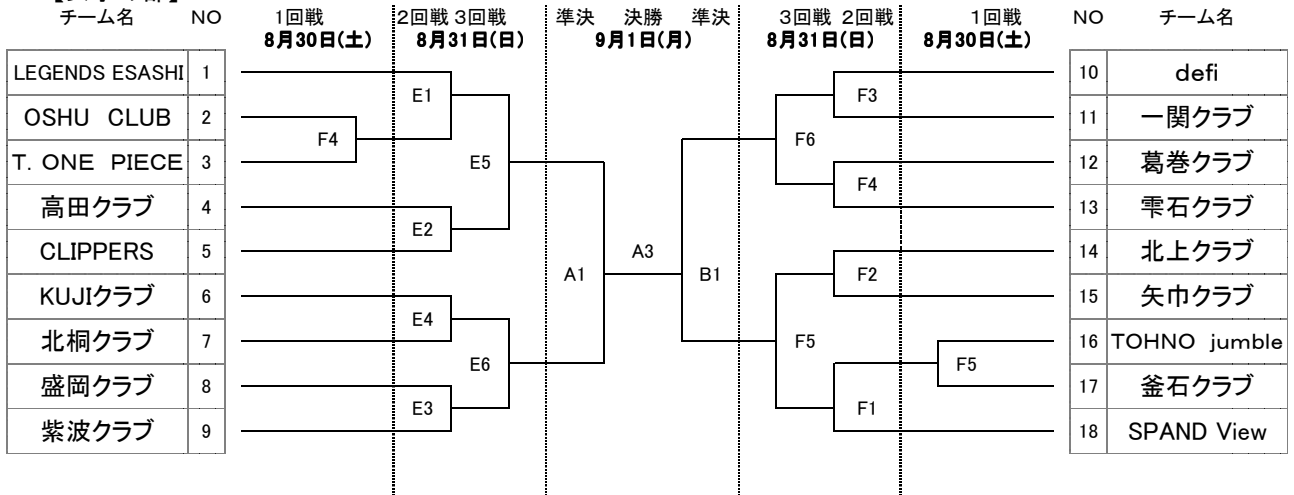 チーム名 NO 1回戦 2回戦 3回戦 準決 決勝 準決 3回戦 2回戦 1回戦 NO チーム名
8月30日(土) 8月31日(日) 9月1日(月) 8月31日(日) 8月30日(土)
LEGENDS ESASHI 1 10 defi
E1 F3
OSHU CLUB 2 11 一関クラブ
F4 F6
T. ONE PIECE 3 E5 12 葛巻クラブ
F4
高田クラブ 4 13 雫石クラブ
E2
CLIPPERS 5 A3 14 北上クラブ
A1 B1 F2
KUJIクラブ 6 15 矢巾クラブ
E4
北桐クラブ 7 F5 16 TOHNO jumble
E6 F5
盛岡クラブ 8 17 釜石クラブ
E3 F1
紫波クラブ 9 18 SPAND View